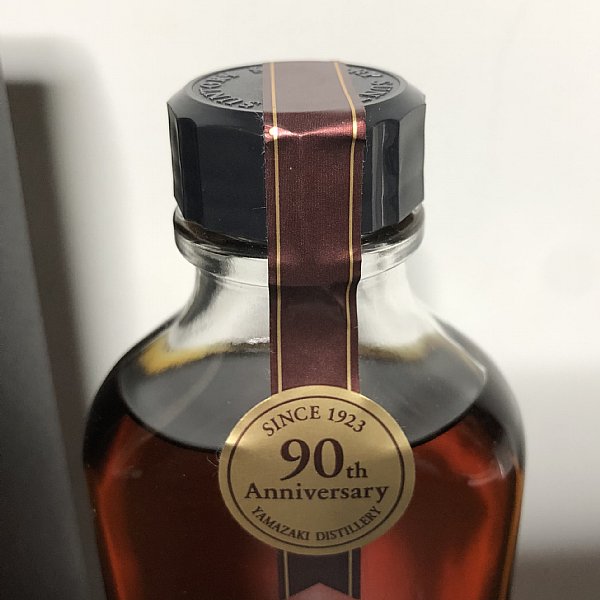 SINCE 1923
90th
Anniversary
YAMAZAKI DISTILLERY